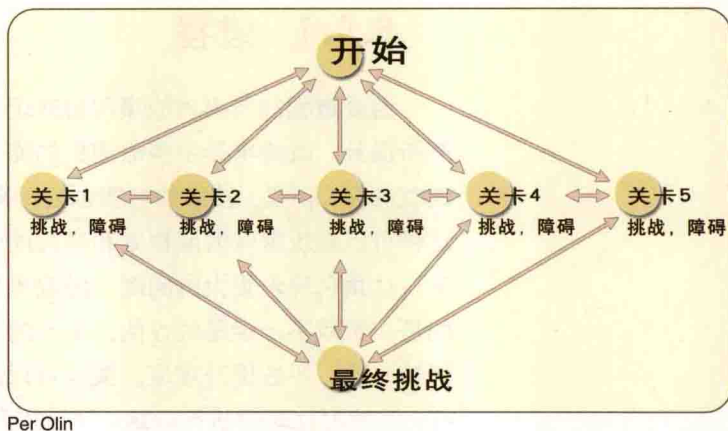 开始
关卡1 关卡2 关卡3 关卡4 关卡5
挑战，障碍 挑战，障碍 挑战，障碍 挑战，障碍 挑战，障碍
最终挑战
Per Olin